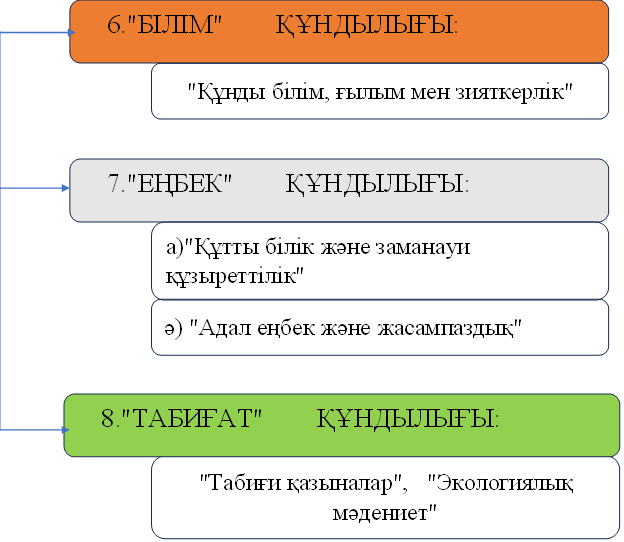 6."БІЛІМ" ҚҰНДЫЛЫҒЫ:
"Құнды білім, ғылым мен зияткерлік"
7."ЕҢБЕК" ҚҰНДЫЛЫҒЫ:
а)"Құтты білік және заманауи
құзыреттілік"
ә) "Адал еңбек және жасампаздық"
8."ТАБИҒАТ" ҚҰНДЫЛЫҒЫ:
"Табиғи қазыналар", "Экологиялық
мәдениет"